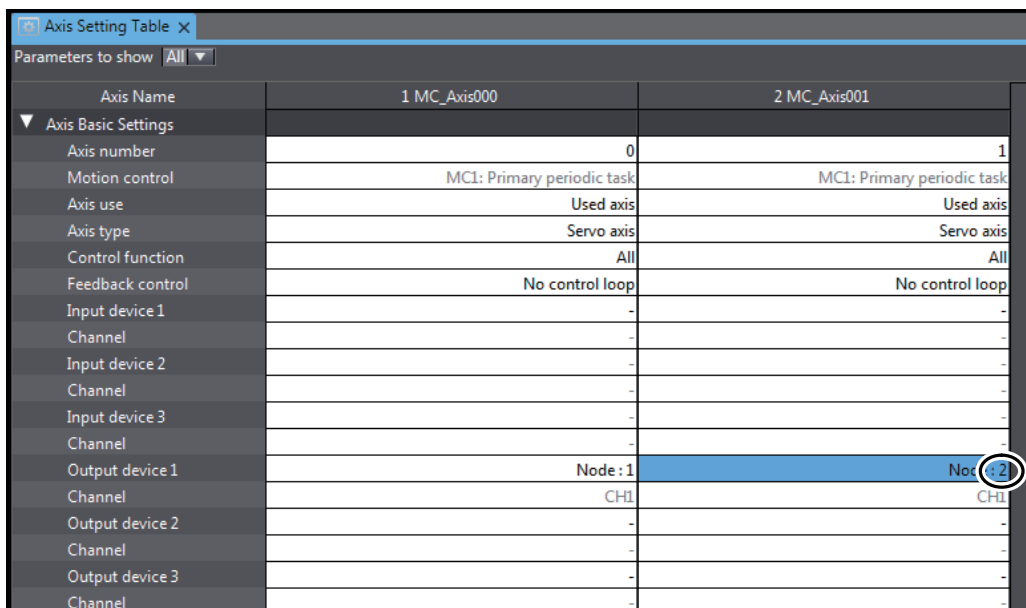 Axis Setting Table X
Parameters to show All ▼
Axis Name 1 MC_Axis000 2 MC_Axis001
▼ Axis Basic Settings
Axis number 0 1
Motion control MC1: Primary periodic task MC1: Primary periodic task
Axis use Used axis Used axis
Axis type Servo axis Servo axis
Control function All All
Feedback control No control loop No control loop
Input device 1 - -
Channel - -
Input device 2 - -
Channel - -
Input device 3 - -
Channel - -
Output device 1 Node : 1 Node : 2
Channel CH1 CH1
Output device 2 - -
Channel - -
Output device 3 - -
Channel - -